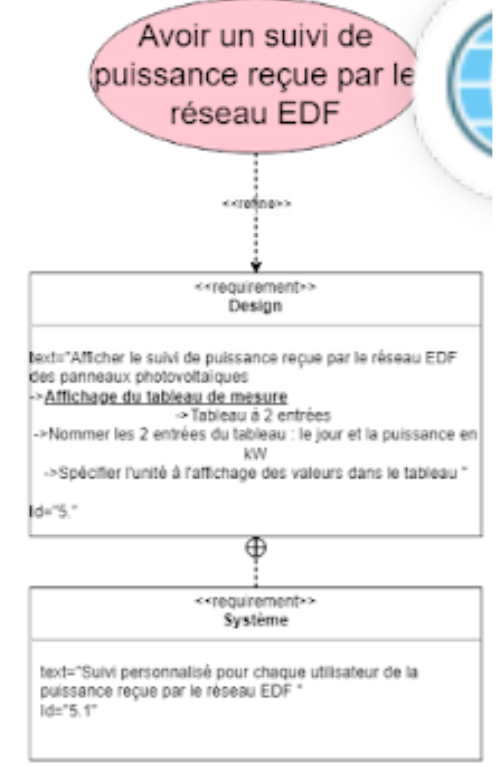 Avoir un suivi de
puissance reçue par le
réseau EDF
<<refine>>
<<requirement>>
Design
text="Afficher le suivi de puissance reçue par le réseau EDF
des panneaux photovoltaïques
->Affichage du tableau de mesure
->Tableau à 2 entrées
->Nommer les 2 entrées du tableau : le jour et la puissance en
kW
->Spécifier l'unité à l'affichage des valeurs dans le tableau "
Id="5."
<<requirement>>
Système
text="Suivi personnalisé pour chaque utilisateur de la
puissance reçue par le réseau EDF "
Id="5.1"